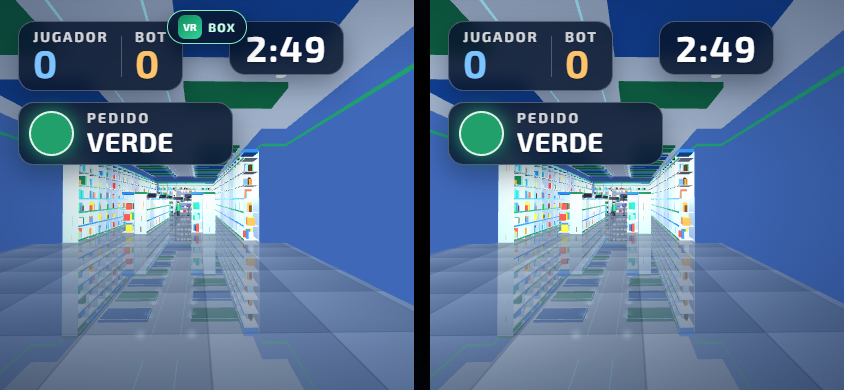 JUGADOR BOT
0 0
VR BOX
2:49
PEDIDO
VERDE
JUGADOR BOT
0 0
2:49
PEDIDO
VERDE